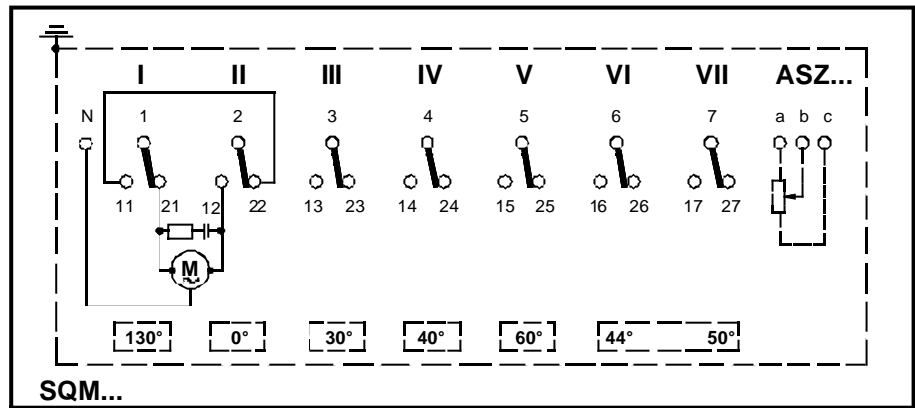 I II III IV V VI VII ASZ...
N 1 2 3 4 5 6 7 a b c
11 21 12 22 13 23 14 24 15 25 16 26 17 27
M
130° 0° 30° 40° 60° 44° 50°
SQM...